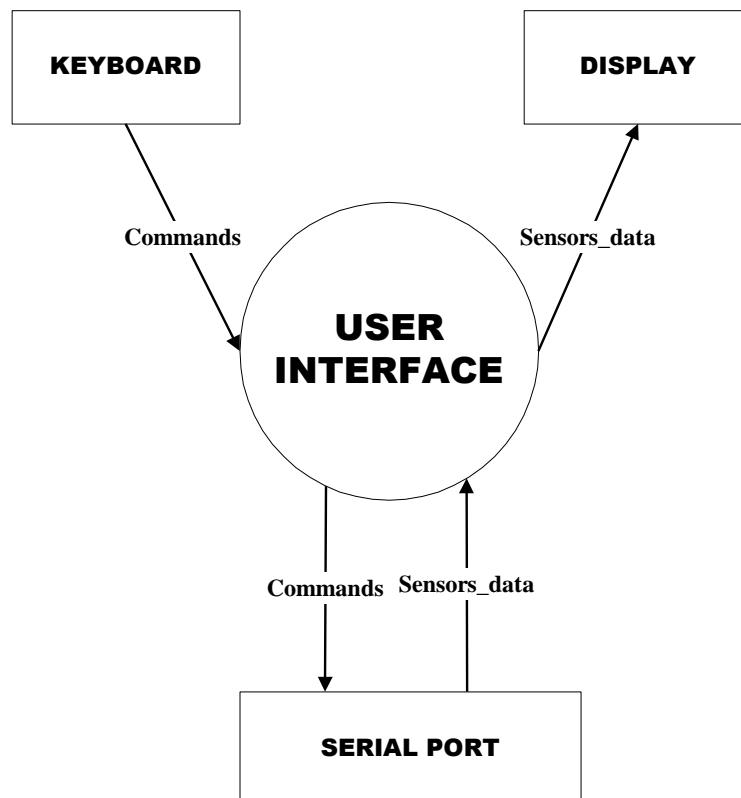 KEYBOARD
DISPLAY
Commands
Sensors_data
USER
INTERFACE
Commands
Sensors_data
SERIAL PORT